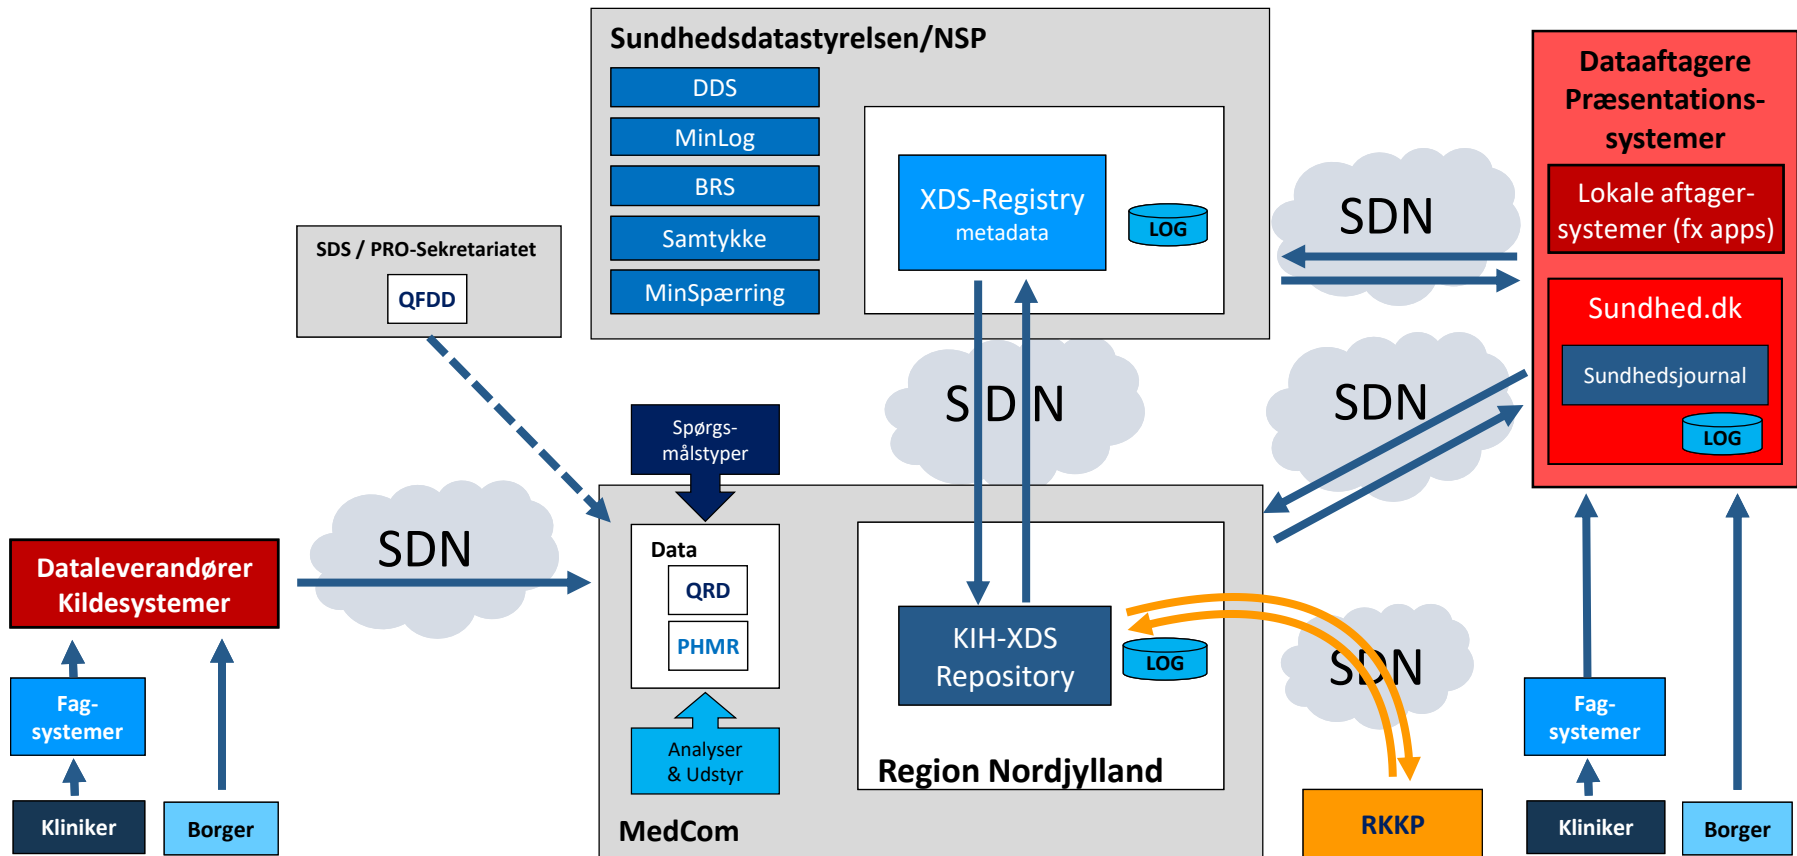 Sundhedsdatastyrelsen/NSP
DDS
MinLog
BRS
Samtykke
MinSpærring
XDS-Registry
metadata
LOG
SDS / PRO-Sekretariatet
QFDD
Dataaftagere
Præsentations-
systemer
Lokale aftager-
systemer (fx apps)
Sundhed.dk
Sundhedsjournal
LOG
SDN
SDN
SDN
SDN
SDN
Spørgs-
målstyper
Data
QRD
PHMR
Analyser
& Udstyr
KIH-XDS
Repository
LOG
Region Nordjylland
MedCom
Dataleverandører
Kildesystemer
Fag-
systemer
Kliniker
Borger
RKKP
Fag-
systemer
Kliniker
Borger